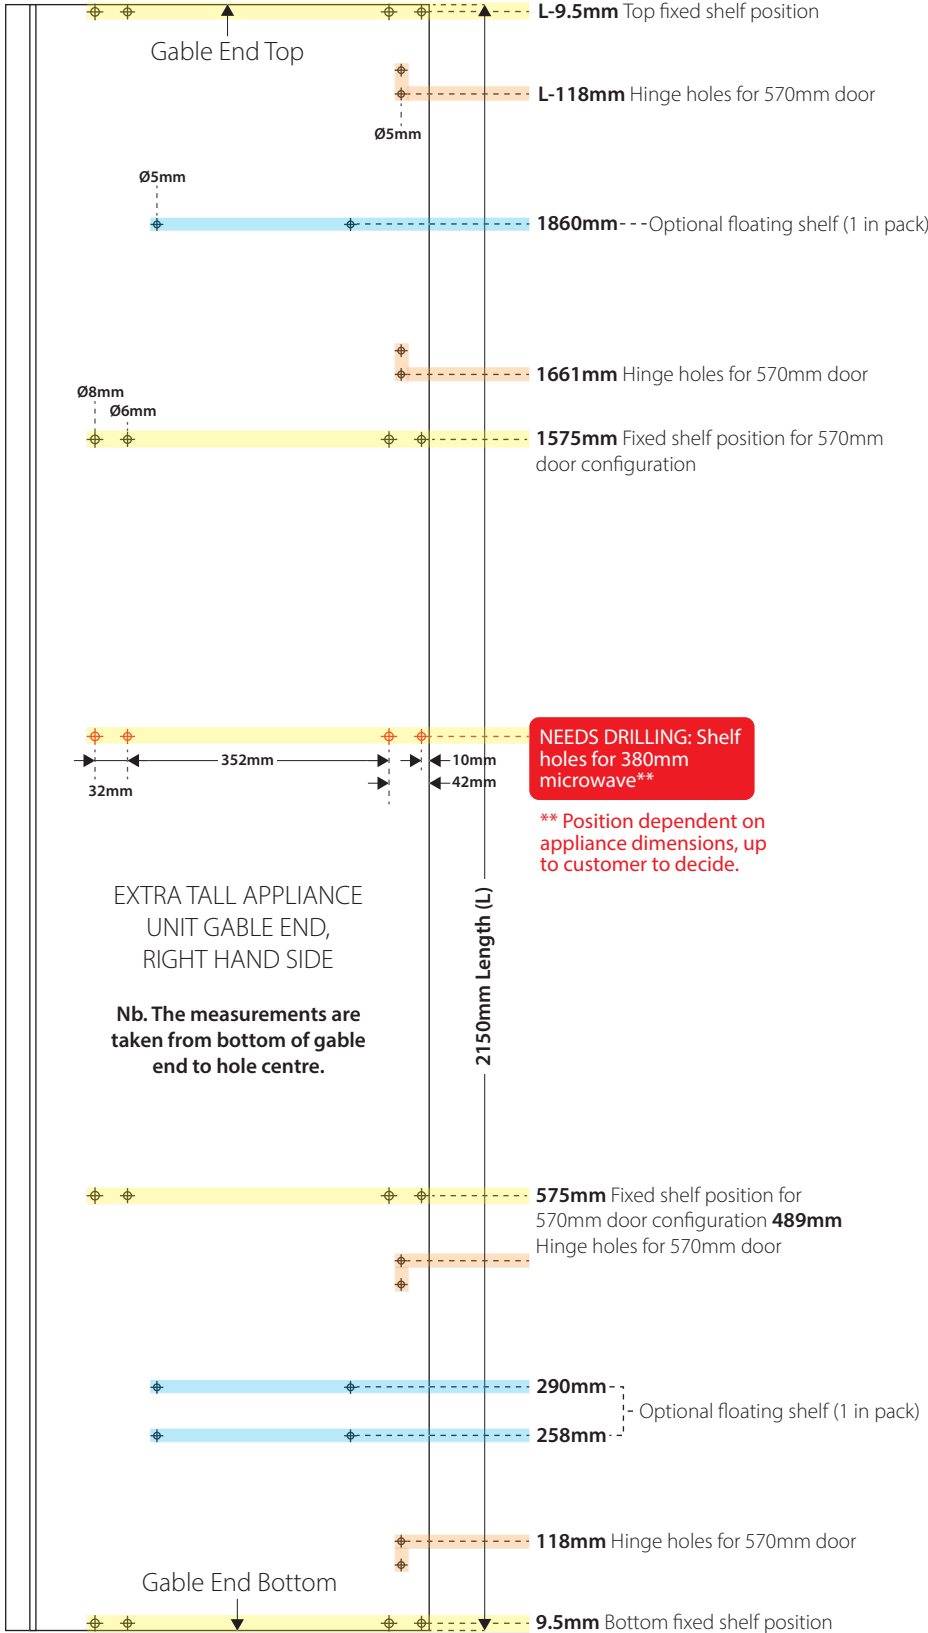 L-9.5mm Top fixed shelf position
Gable End Top
L-118mm Hinge holes for 570mm door
Ø5mm
Ø5mm
1860mm Optional floating shelf (1 in pack)
1661mm Hinge holes for 570mm door
Ø8mm
Ø6mm
1575mm Fixed shelf position for 570mm
door configuration
NEEDS DRILLING: Shelf
holes for 380mm
microwave**
352mm
10mm
32mm
42mm
** Position dependent on
appliance dimensions, up
to customer to decide.
EXTRA TALL APPLIANCE
UNIT GABLE END,
RIGHT HAND SIDE
2150mm Length (L)
Nb. The measurements are
taken from bottom of gable
end to hole centre.
575mm Fixed shelf position for
570mm door configuration 489mm
Hinge holes for 570mm door
290mm
Optional floating shelf (1 in pack)
258mm
118mm Hinge holes for 570mm door
Gable End Bottom
9.5mm Bottom fixed shelf position